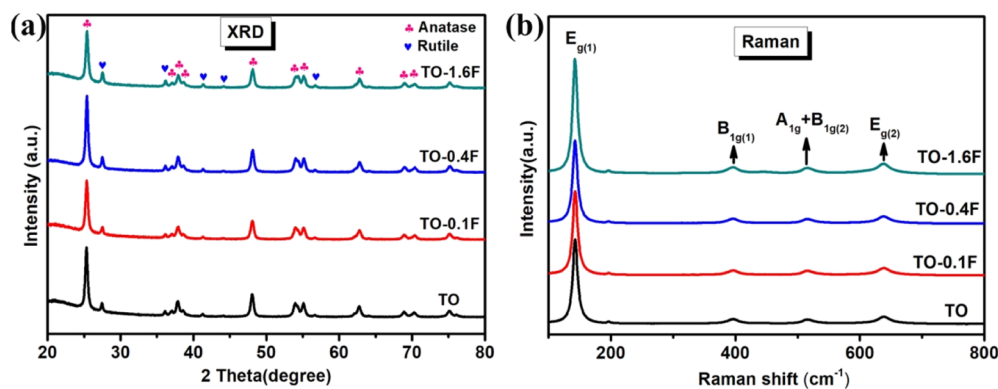 (a)
XRD
♣ Anatase
♥ Rutile
TO-1.6F
TO-0.4F
TO-0.1F
TO
Intensity (a.u.)
20 30 40 50 60 70 80
2 Theta(degree)
(b)
Raman
Eg(1)
B1g(1)
A1g+B1g(2)
Eg(2)
TO-1.6F
TO-0.4F
TO-0.1F
TO
Intensity(a.u.)
200 400 600 800
Raman shift (cm-1)